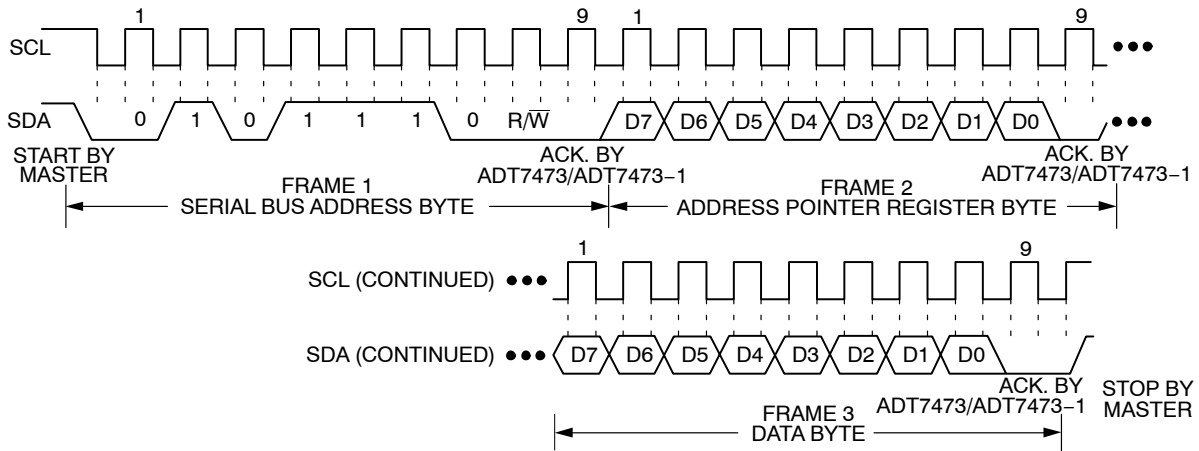 1 9 1 9
SCL
SDA 0 1 0 1 1 1 0 R/W̅ D7 D6 D5 D4 D3 D2 D1 D0
START BY MASTER
ACK. BY ADT7473/ADT7473−1
ACK. BY ADT7473/ADT7473−1
FRAME 1
SERIAL BUS ADDRESS BYTE
FRAME 2
ADDRESS POINTER REGISTER BYTE
1 9
SCL (CONTINUED)
SDA (CONTINUED) D7 D6 D5 D4 D3 D2 D1 D0
ACK. BY ADT7473/ADT7473−1
STOP BY MASTER
FRAME 3
DATA BYTE